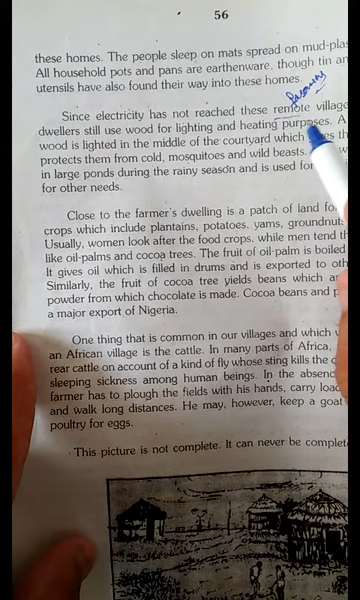 56
these homes. The people sleep on mats spread on mud-plas
All household pots and pans are earthenware, though tin an
utensils have also found their way into these homes.
Since electricity has not reached these remote village
dwellers still use wood for lighting and heating purposes. A
wood is lighted in the middle of the courtyard which th
protects them from cold, mosquitoes and wild beasts. w
in large ponds during the rainy season and is used for
for other needs.
Close to the farmer's dwelling is a patch of land fo
crops which include plantains, potatoes. yams, groundnuts
Usually, women look after the food crops, while men tend th
like oil-palms and cocoa trees. The fruit of oil-palm is boiled
It gives oil which is filled in drums and is exported to oth
Similarly, the fruit of cocoa tree yields beans which ar
powder from which chocolate is made. Cocoa beans and p
a major export of Nigeria.
One thing that is common in our villages and which
an African village is the cattle. In many parts of Africa,
rear cattle on account of a kind of fly whose sting kills the c
sleeping sickness among human beings. In the absenc
farmer has to plough the fields with his hands, carry load
and walk long distances. He may, however, keep a goat
poultry for eggs.
This picture is not complete. It can never be complet